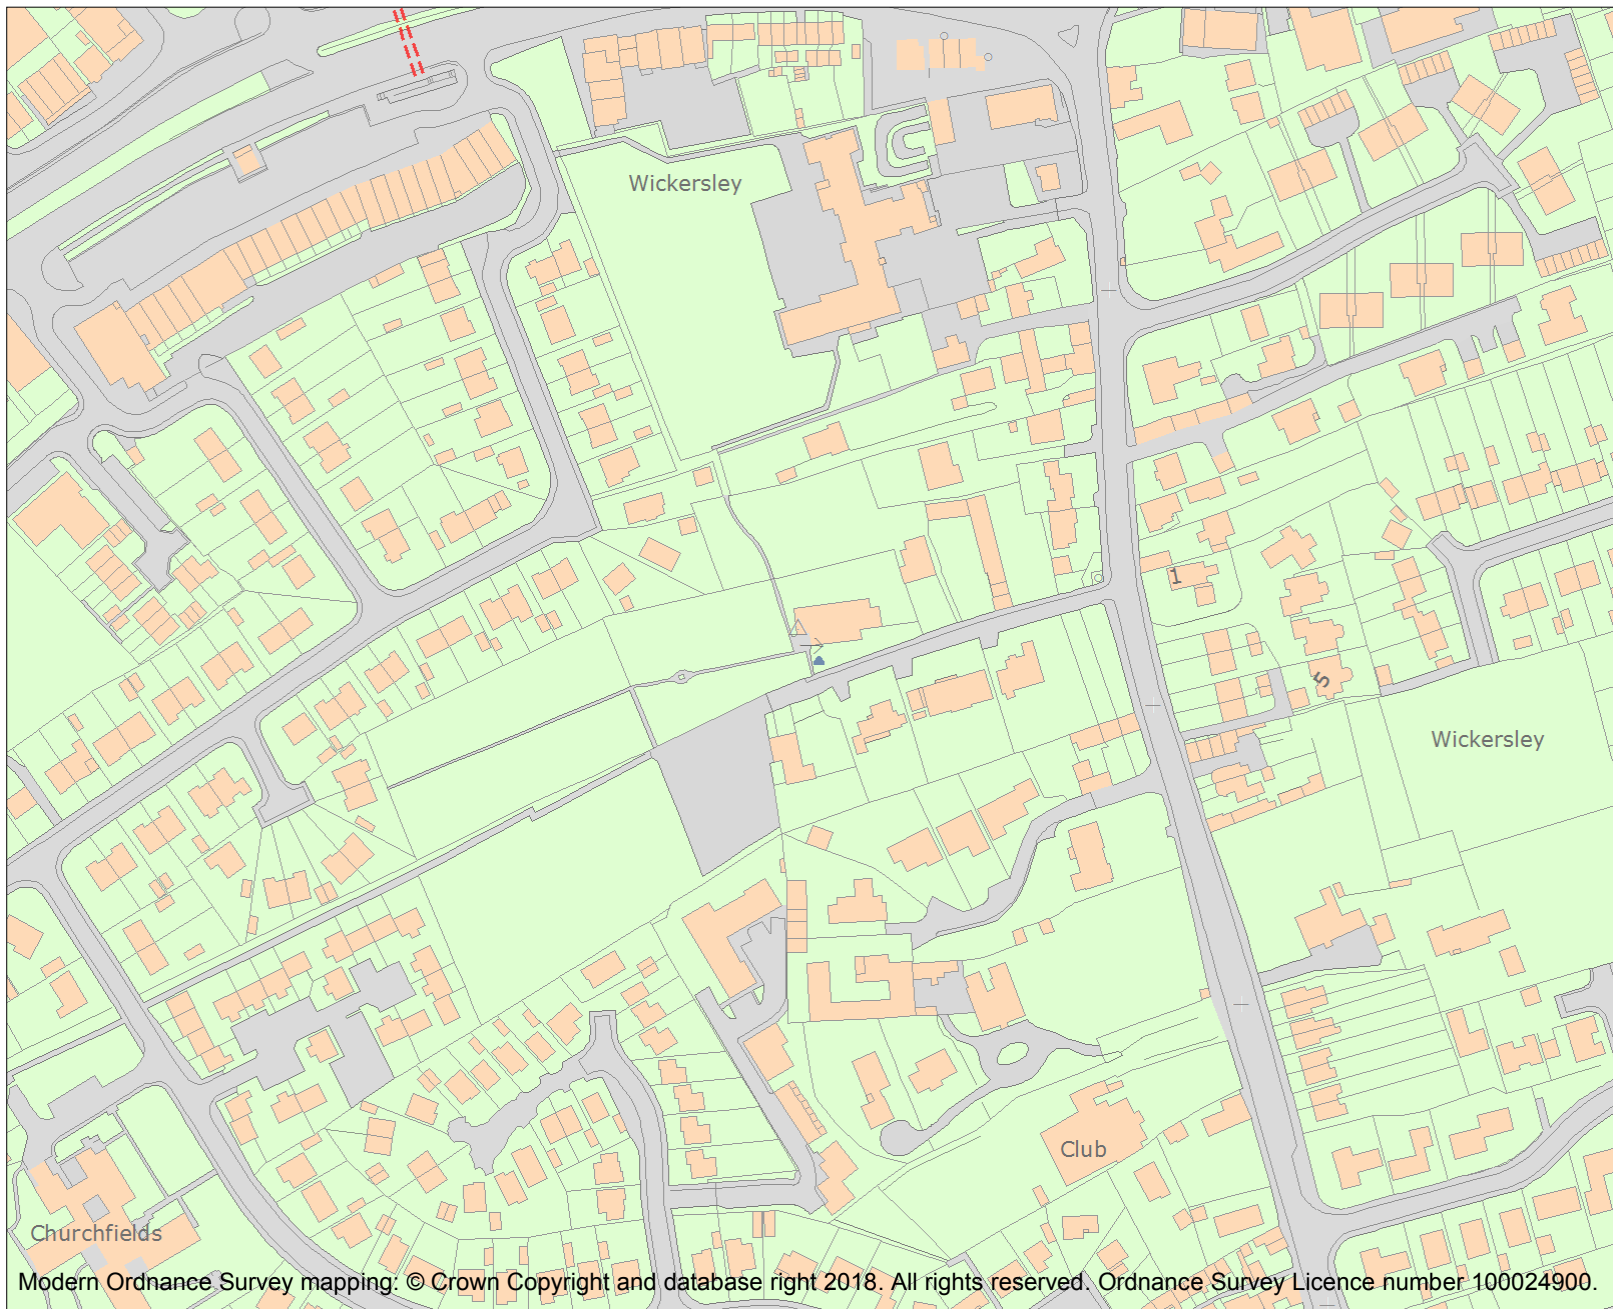 Wickersley
1
5
Wickersley
Club
Churchfields
Modern Ordnance Survey mapping: © Crown Copyright and database right 2018. All rights reserved. Ordnance Survey Licence number 100024900.